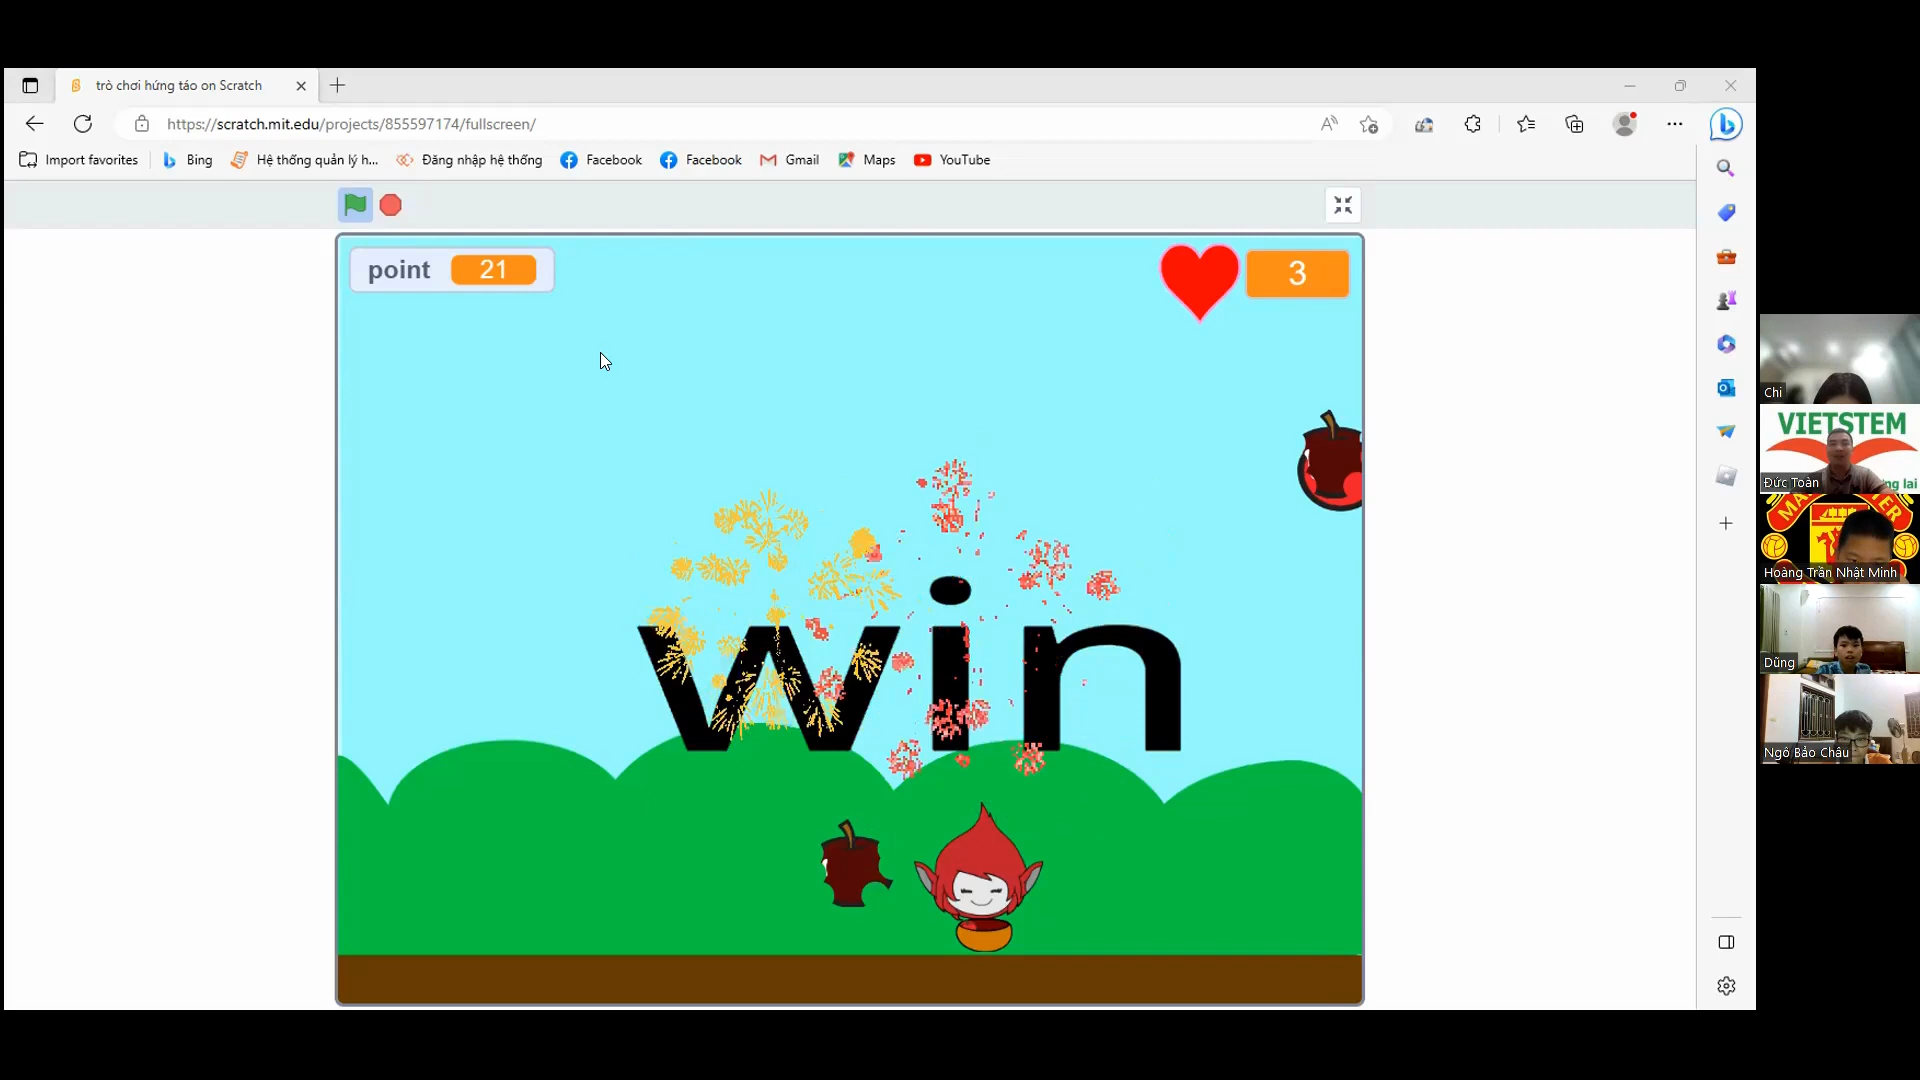 trò chơi hứng táo on Scratch
https://scratch.mit.edu/projects/855597174/fullscreen/
Import favorites
Bing
Hệ thống quản lý h...
Đăng nhập hệ thống
Facebook
Facebook
Gmail
Maps
YouTube
point 21
3
win
Chi
VIETSTEM
Đức Toàn
ng lai
Hoàng Trần Nhật Minh
Dũng
Ngô Bảo Châu